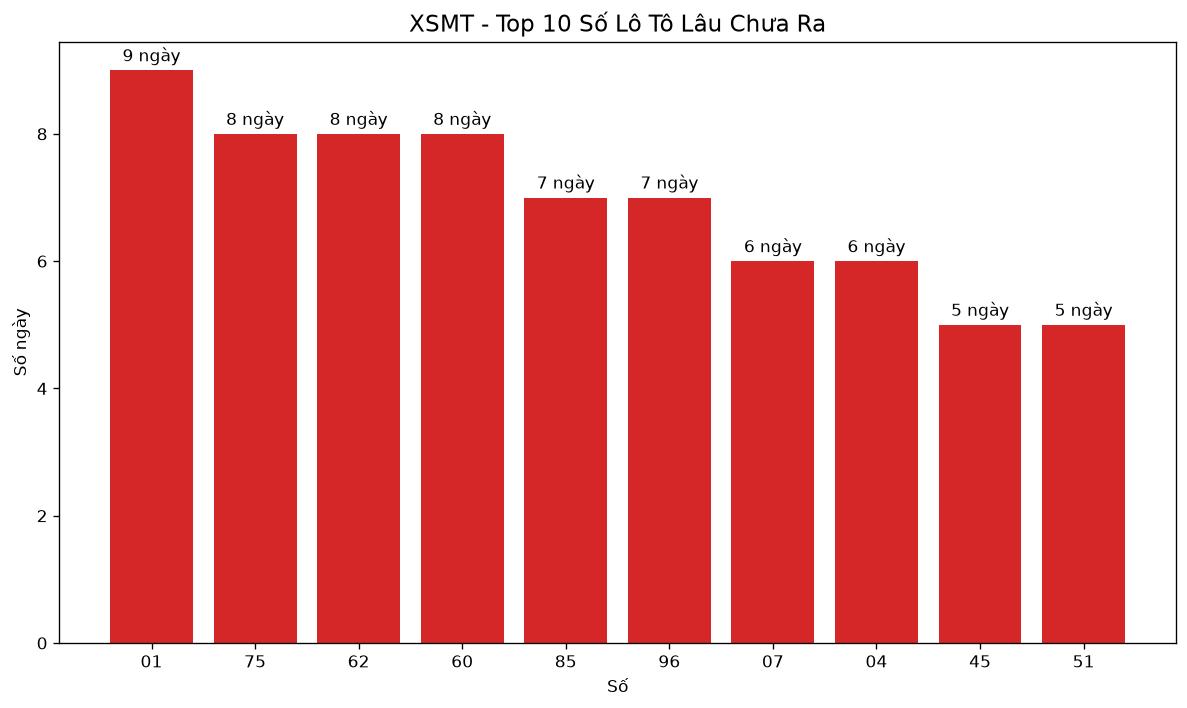 XSMT - Top 10 Số Lô Tô Lâu Chưa Ra
9 ngày
8 ngày 8 ngày 8 ngày
7 ngày 7 ngày
6 ngày 6 ngày
5 ngày 5 ngày
Số ngày
8
6
4
2
0
01 75 62 60 85 96 07 04 45 51
Số